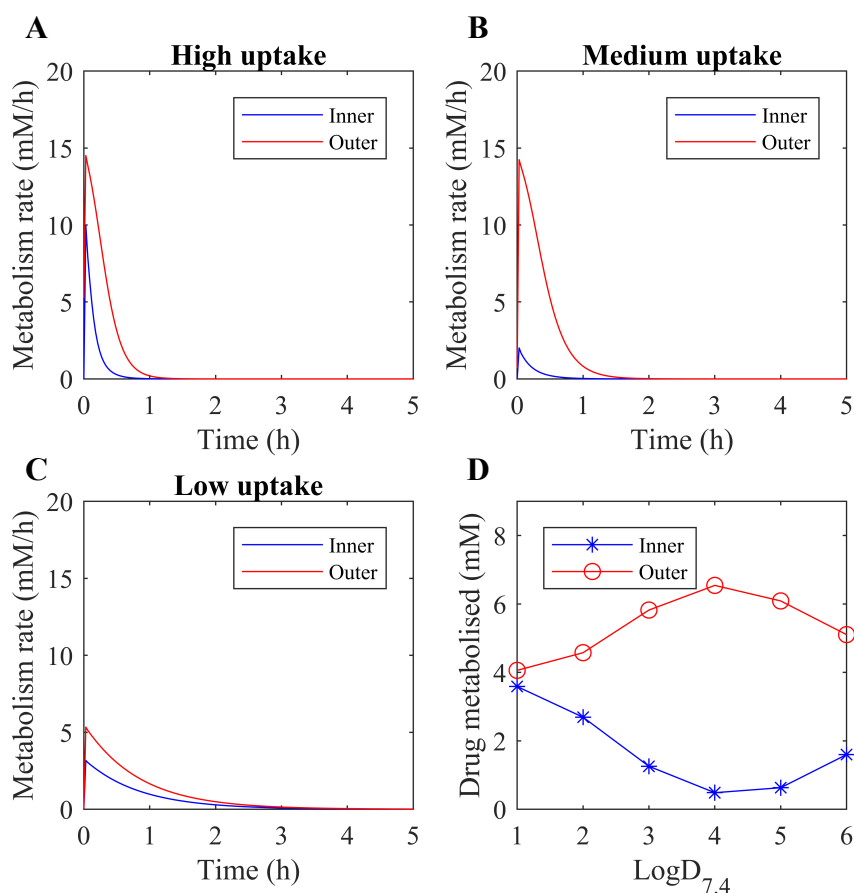 A
High uptake
Metabolism rate (mM/h)
20
15
10
5
0
Inner
Outer
0 1 2 3 4 5
Time (h)
B
Medium uptake
Metabolism rate (mM/h)
20
15
10
5
0
Inner
Outer
0 1 2 3 4 5
Time (h)
C
Low uptake
Metabolism rate (mM/h)
20
15
10
5
0
Inner
Outer
0 1 2 3 4 5
Time (h)
D
Drug metabolised (mM)
8
6
4
2
0
Inner
Outer
1 2 3 4 5 6
LogD7.4